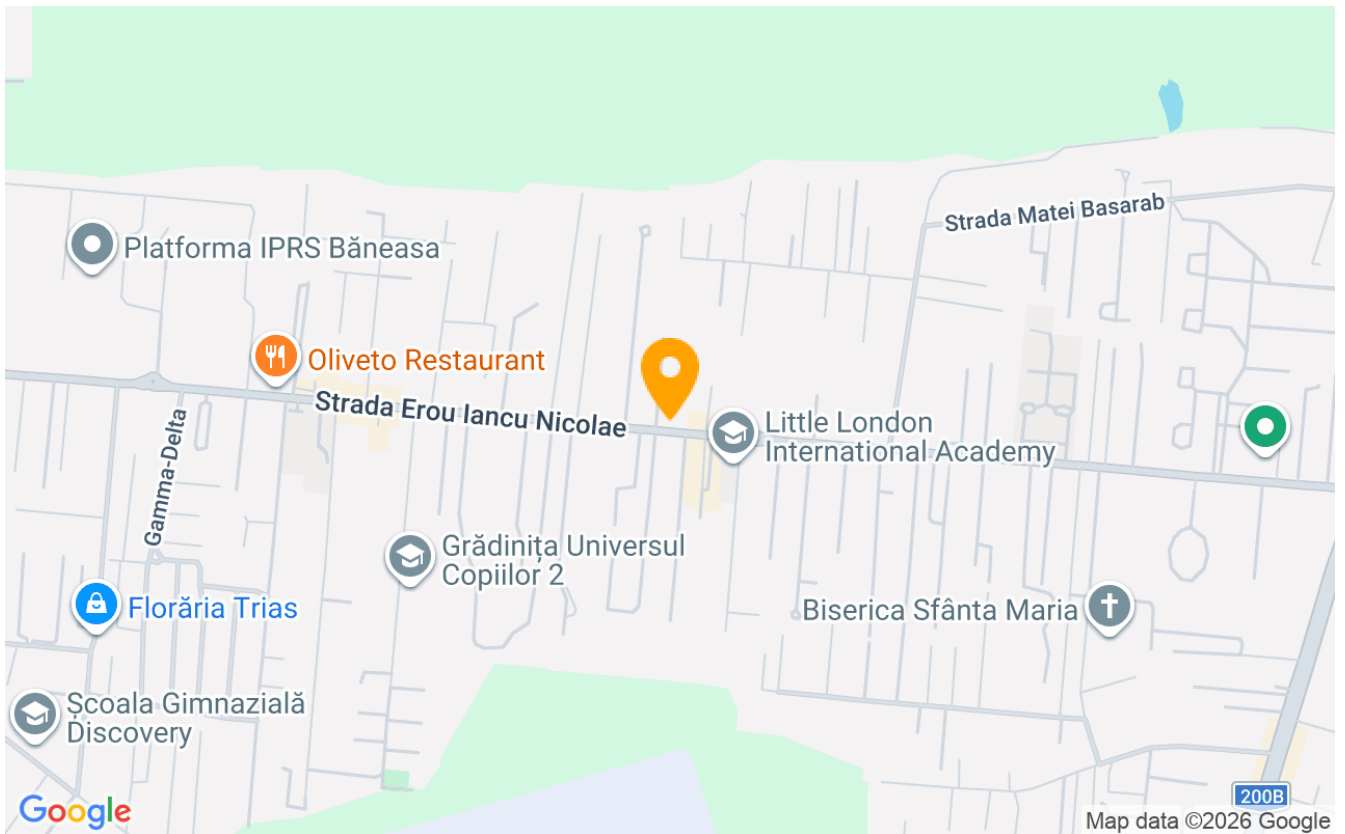 Strada Matei Basarab
Platforma IPRS Băneasa
Oliveto Restaurant
Strada Erou Iancu Nicolae
Little London
International Academy
Gamma-Delta
Grădinița Universul
Copiilor 2
Florăria Trias
Biserica Sfânta Maria
Școala Gimnazială
Discovery
200B
Google
Map data ©2026 Google